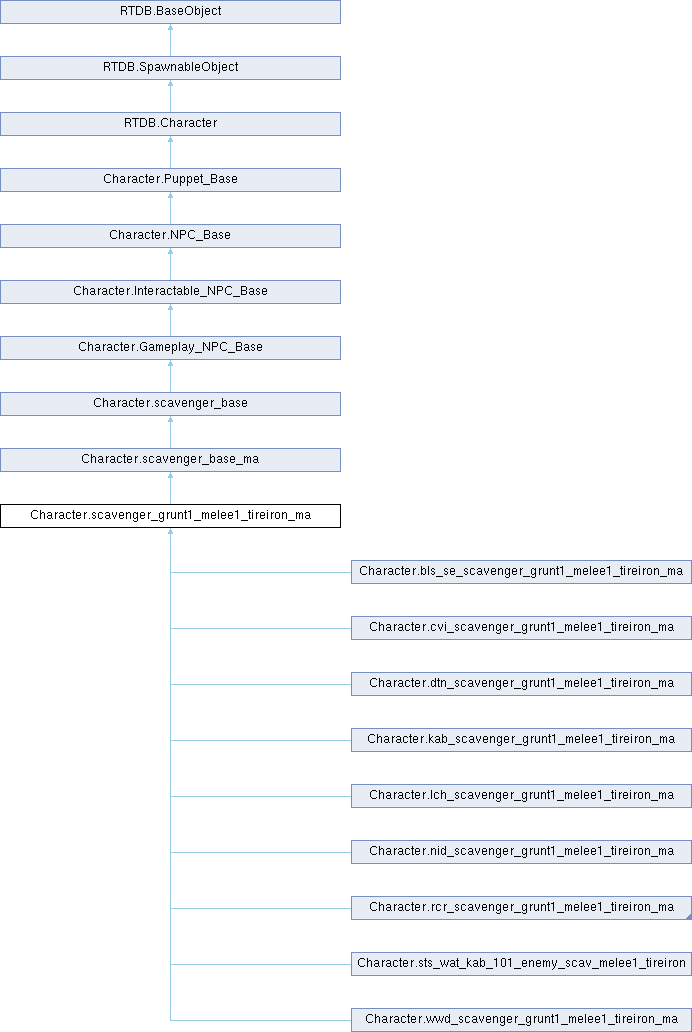 RTDB.BaseObject
RTDB.SpawnableObject
RTDB.Character
Character.Puppet_Base
Character.NPC_Base
Character.Interactable_NPC_Base
Character.Gameplay_NPC_Base
Character.scavenger_base
Character.scavenger_base_ma
Character.scavenger_grunt1_melee1_tireiron_ma
Character.bls_se_scavenger_grunt1_melee1_tireiron_ma
Character.cvi_scavenger_grunt1_melee1_tireiron_ma
Character.dtn_scavenger_grunt1_melee1_tireiron_ma
Character.kab_scavenger_grunt1_melee1_tireiron_ma
Character.lch_scavenger_grunt1_melee1_tireiron_ma
Character.nid_scavenger_grunt1_melee1_tireiron_ma
Character.rcr_scavenger_grunt1_melee1_tireiron_ma
Character.sts_wat_kab_101_enemy_scav_melee1_tireiron
Character.wwd_scavenger_grunt1_melee1_tireiron_ma